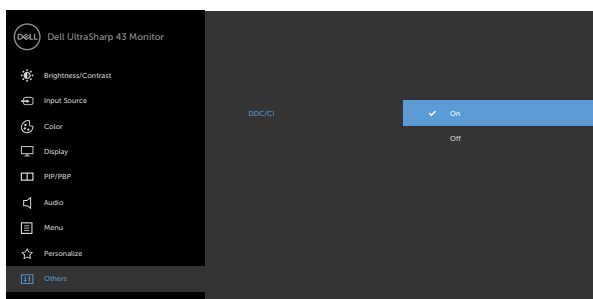 DELL
Dell UltraSharp 43 Monitor
Brightness/Contrast
Input Source
Color
Display
PIP/PBP
Audio
Menu
Personalize
Others
DDC/CI
On
Off